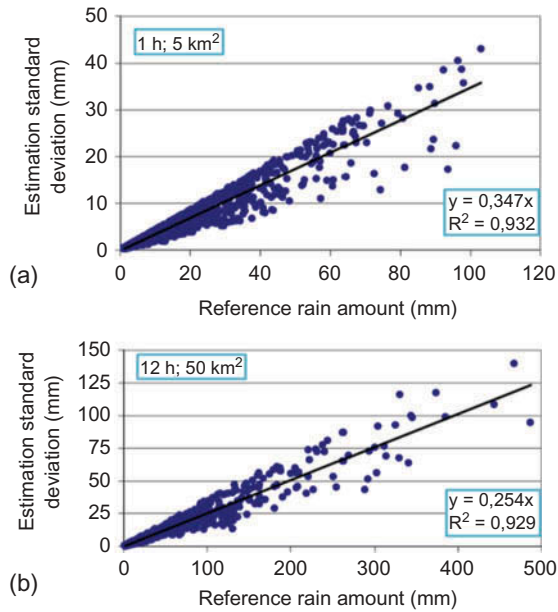 50
1 h; 5 km²
40
30
20
10
0
Estimation standard
deviation (mm)
y = 0,347x
R² = 0,932
0 20 40 60 80 100 120
(a)
Reference rain amount (mm)
150
12 h; 50 km²
125
100
75
50
25
0
Estimation standard
deviation (mm)
y = 0,254x
R² = 0,929
0 100 200 300 400 500
(b)
Reference rain amount (mm)